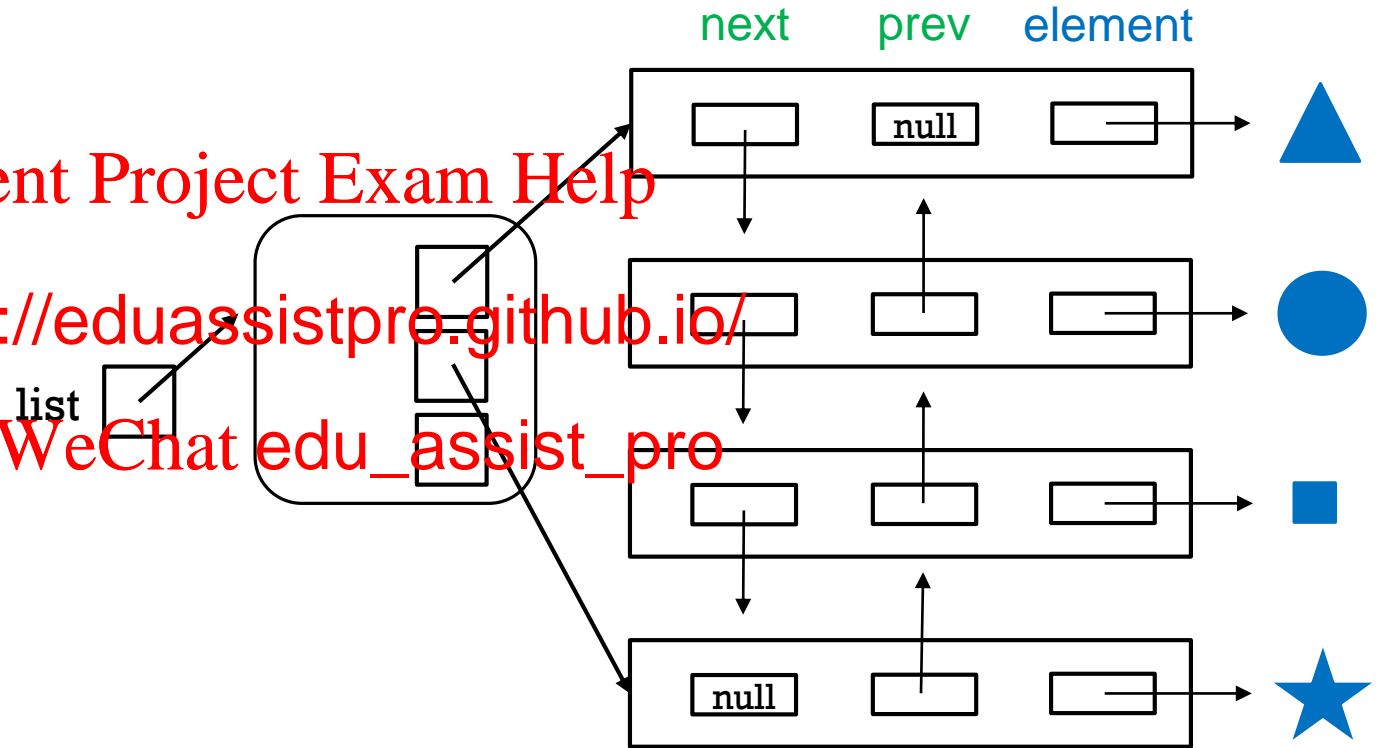 next prev element
null
ent Project Exam Help
://eduassistpro.github.io/
list
WeChat edu_assist_pro
null